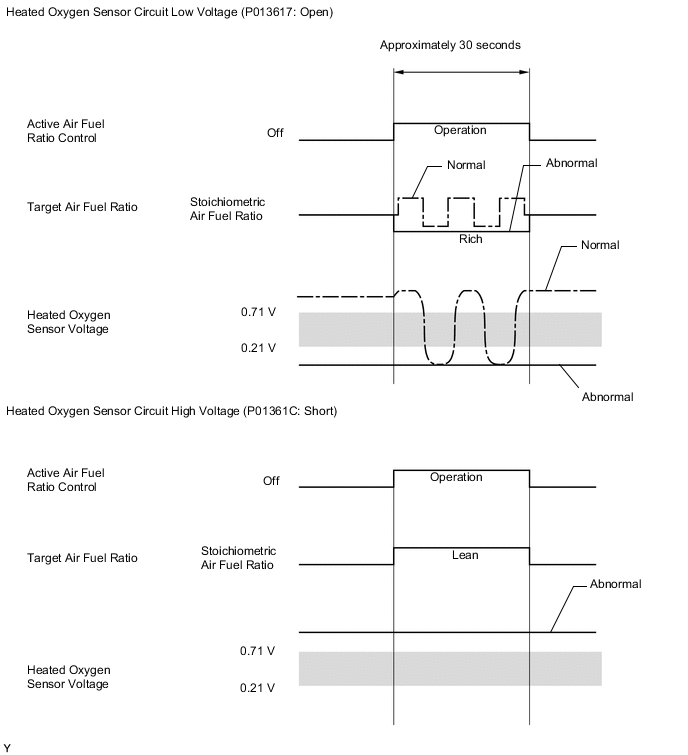 Heated Oxygen Sensor Circuit Low Voltage (P013617: Open)
Approximately 30 seconds
Active Air Fuel
Ratio Control
Off
Operation
Normal
Abnormal
Target Air Fuel Ratio
Stoichiometric
Air Fuel Ratio
Rich
Normal
Heated Oxygen
Sensor Voltage
0.71 V
0.21 V
Abnormal
Heated Oxygen Sensor Circuit High Voltage (P01361C: Short)
Active Air Fuel
Ratio Control
Off
Operation
Target Air Fuel Ratio
Stoichiometric
Air Fuel Ratio
Lean
Abnormal
Heated Oxygen
Sensor Voltage
0.71 V
0.21 V
Y